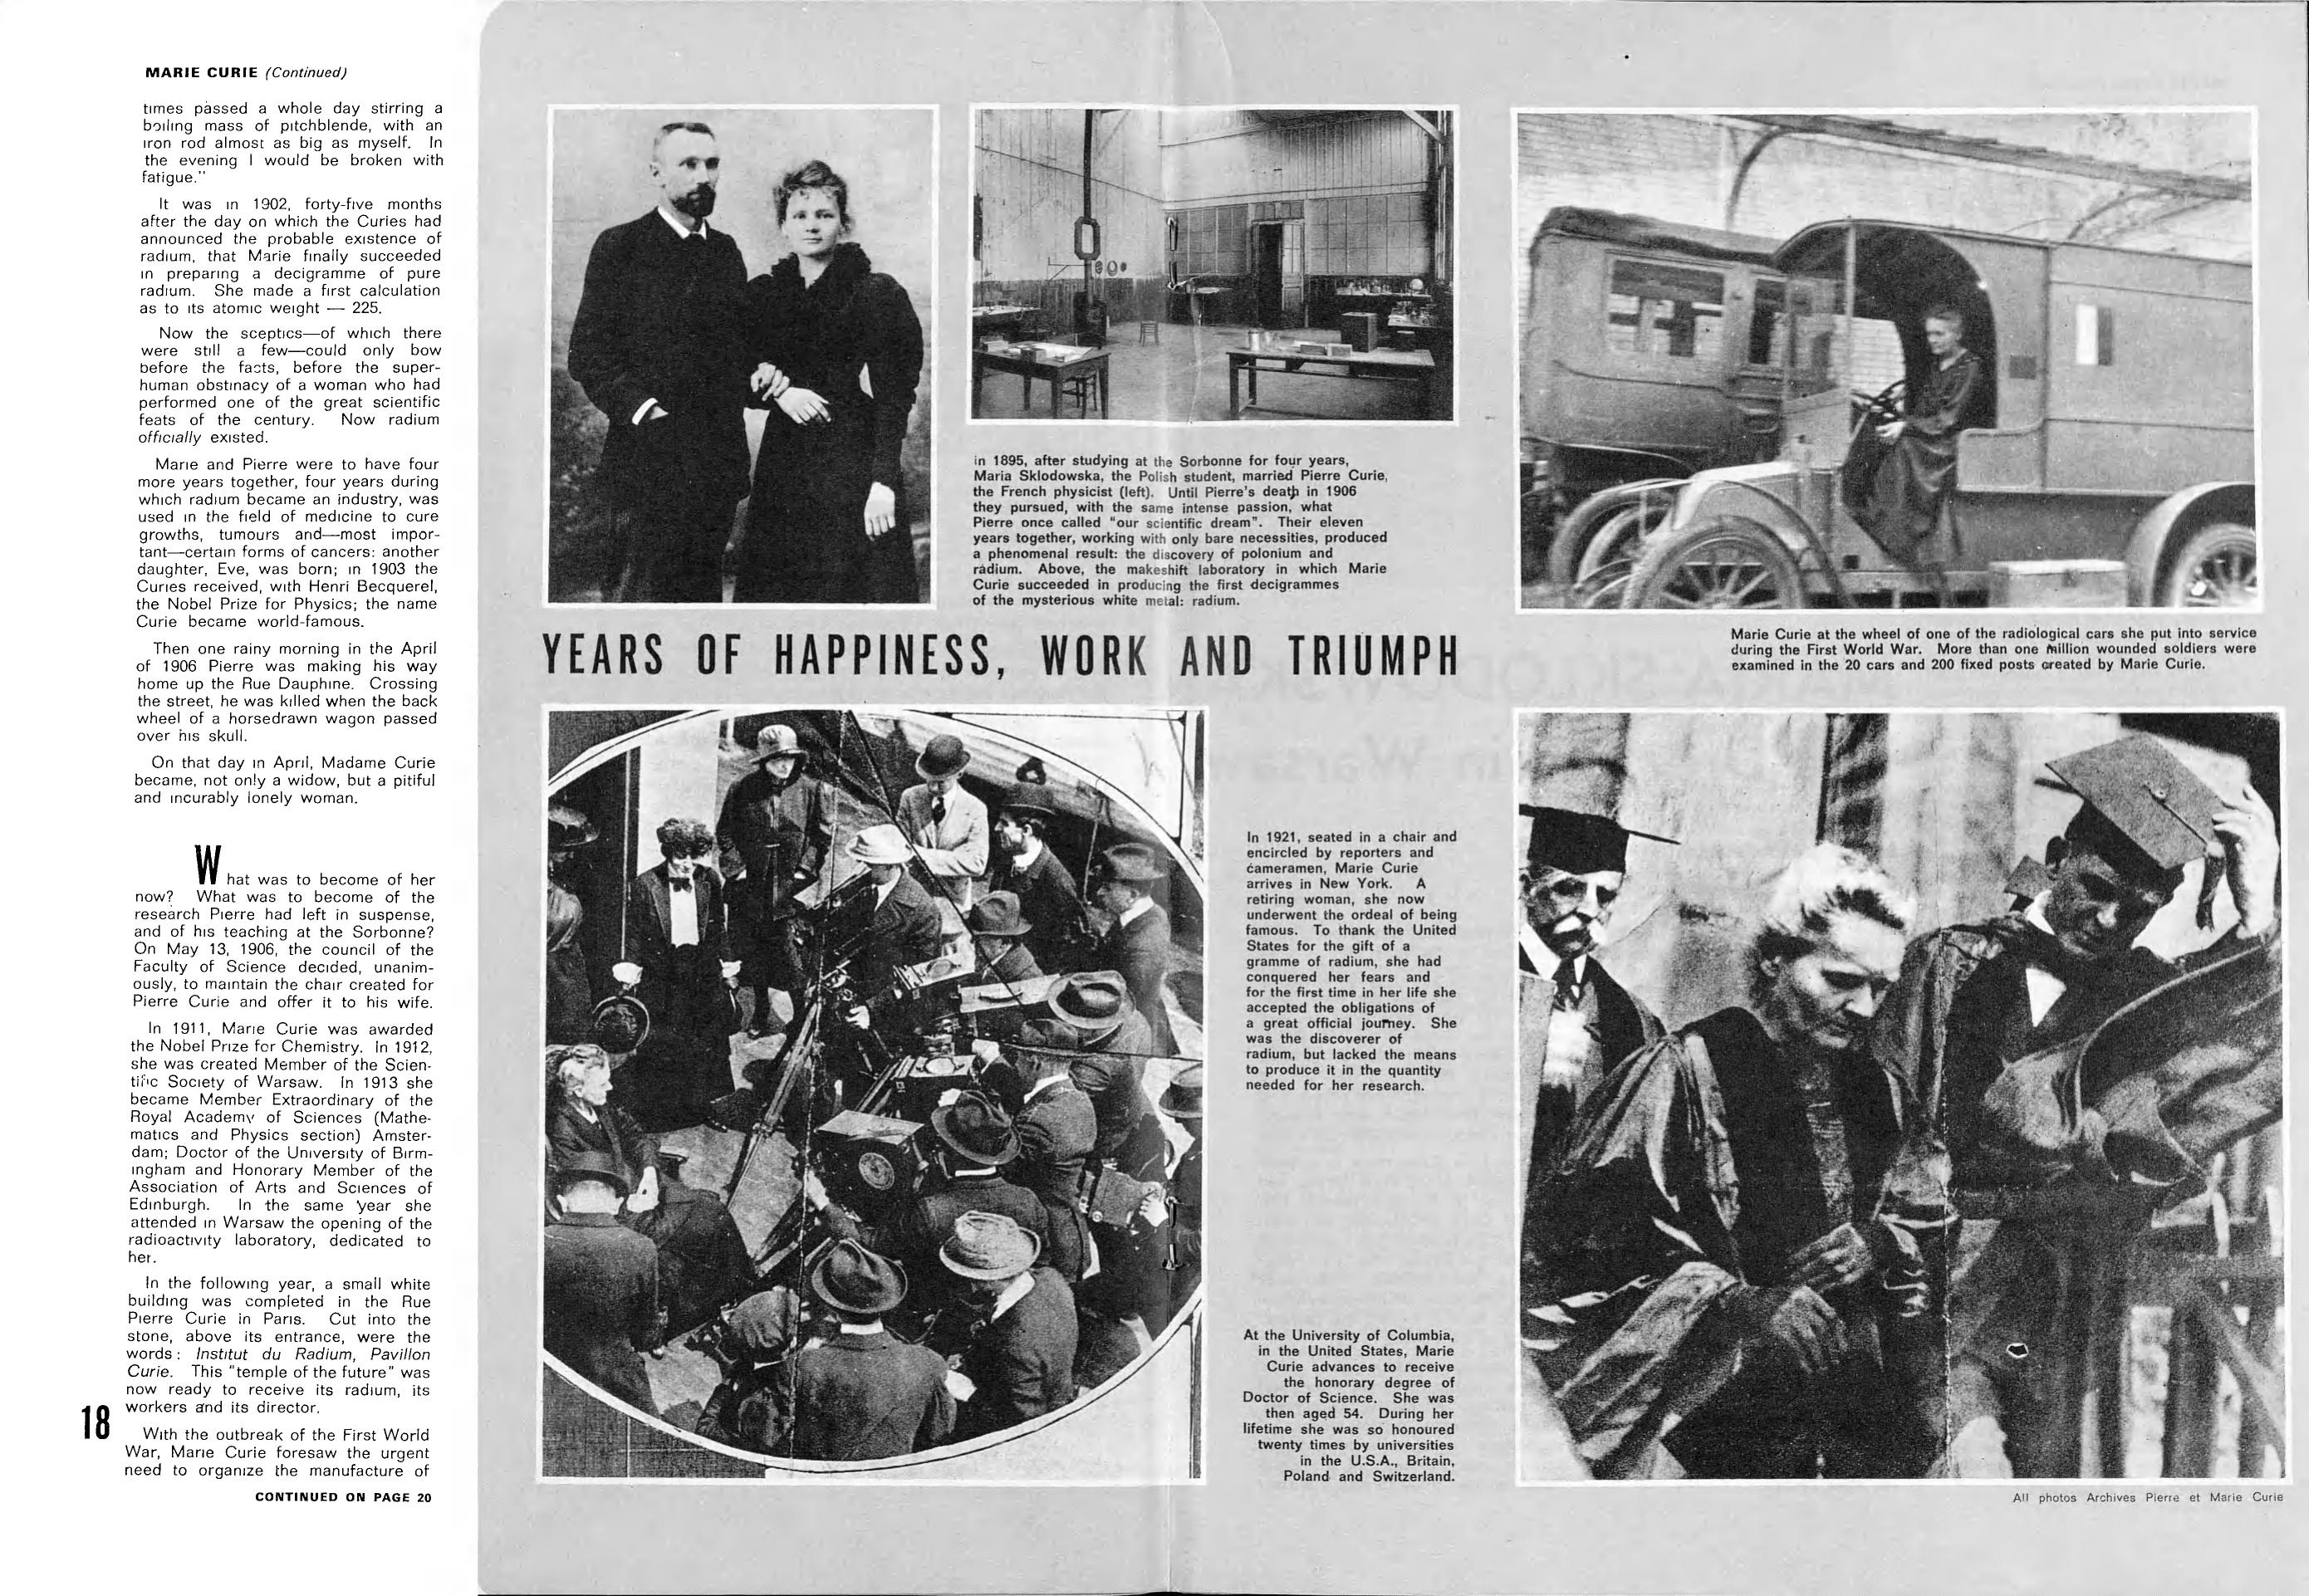 MARIE CURIE (Continued)
times passed a whole day stirring a
boiling mass of pitchblende, with an
iron rod almost as big as myself. In
the evening I would be broken with
fatigue."
It was in 1902, forty-five months
after the day on which the Curies had
announced the probable existence of
radium, that Marie finally succeeded
in preparing a decigramme of pure
radium. She made a first calculation
as to its atomic weight — 225.
Now the sceptics—of which there
were still a few—could only bow
before the facts, before the super-
human obstinacy of a woman who had
performed one of the great scientific
feats of the century. Now radium
officially existed.
Marie and Pierre were to have four
more years together, four years during
which radium became an industry, was
used in the field of medicine to cure
growths, tumours and—most impor-
tant—certain forms of cancers: another
daughter, Eve, was born; in 1903 the
Curies received, with Henri Becquerel,
the Nobel Prize for Physics; the name
Curie became world-famous.
Then one rainy morning in the April
of 1906 Pierre was making his way
home up the Rue Dauphine. Crossing
the street, he was killed when the back
wheel of a horsedrawn wagon passed
over his skull.
On that day in April, Madame Curie
became, not only a widow, but a pitiful
and incurably lonely woman.
What was to become of her
now? What was to become of the
research Pierre had left in suspense,
and of his teaching at the Sorbonne?
On May 13, 1906, the council of the
Faculty of Science decided, unanim-
ously, to maintain the chair created for
Pierre Curie and offer it to his wife.
In 1911, Marie Curie was awarded
the Nobel Prize for Chemistry. In 1912,
she was created Member of the Scien-
tific Society of Warsaw. In 1913 she
became Member Extraordinary of the
Royal Academy of Sciences (Mathe-
matics and Physics section) Amster-
dam; Doctor of the University of Birm-
ingham and Honorary Member of the
Association of Arts and Sciences of
Edinburgh. In the same year she
attended in Warsaw the opening of the
radioactivity laboratory, dedicated to
her.
In the following year, a small white
building was completed in the Rue
Pierre Curie in Paris. Cut into the
stone, above its entrance, were the
words: Institut du Radium, Pavillon
Curie. This "temple of the future" was
now ready to receive its radium, its
workers and its director.
With the outbreak of the First World
War, Marie Curie foresaw the urgent
need to organize the manufacture of
CONTINUED ON PAGE 20
18
in 1895, after studying at the Sorbonne for four years,
Maria Sklodowska, the Polish student, married Pierre Curie,
the French physicist (left). Until Pierre's death in 1906
they pursued, with the same intense passion, what
Pierre once called "our scientific dream". Their eleven
years together, working with only bare necessities, produced
a phenomenal result: the discovery of polonium and
radium. Above, the makeshift laboratory in which Marie
Curie succeeded in producing the first decigrammes
of the mysterious white metal: radium.
YEARS OF HAPPINESS, WORK AND TRIUMPH
Marie Curie at the wheel of one of the radiological cars she put into service
during the First World War. More than one million wounded soldiers were
examined in the 20 cars and 200 fixed posts created by Marie Curie.
In 1921, seated in a chair and
encircled by reporters and
cameramen, Marie Curie
arrives in New York. A
retiring woman, she now
underwent the ordeal of being
famous. To thank the United
States for the gift of a
gramme of radium, she had
conquered her fears and
for the first time in her life she
accepted the obligations of
a great official journey. She
was the discoverer of
radium, but lacked the means
to produce it in the quantity
needed for her research.
At the University of Columbia,
in the United States, Marie
Curie advances to receive
the honorary degree of
Doctor of Science. She was
then aged 54. During her
lifetime she was so honoured
twenty times by universities
in the U.S.A., Britain,
Poland and Switzerland.
All photos Archives Pierre et Marie Curie